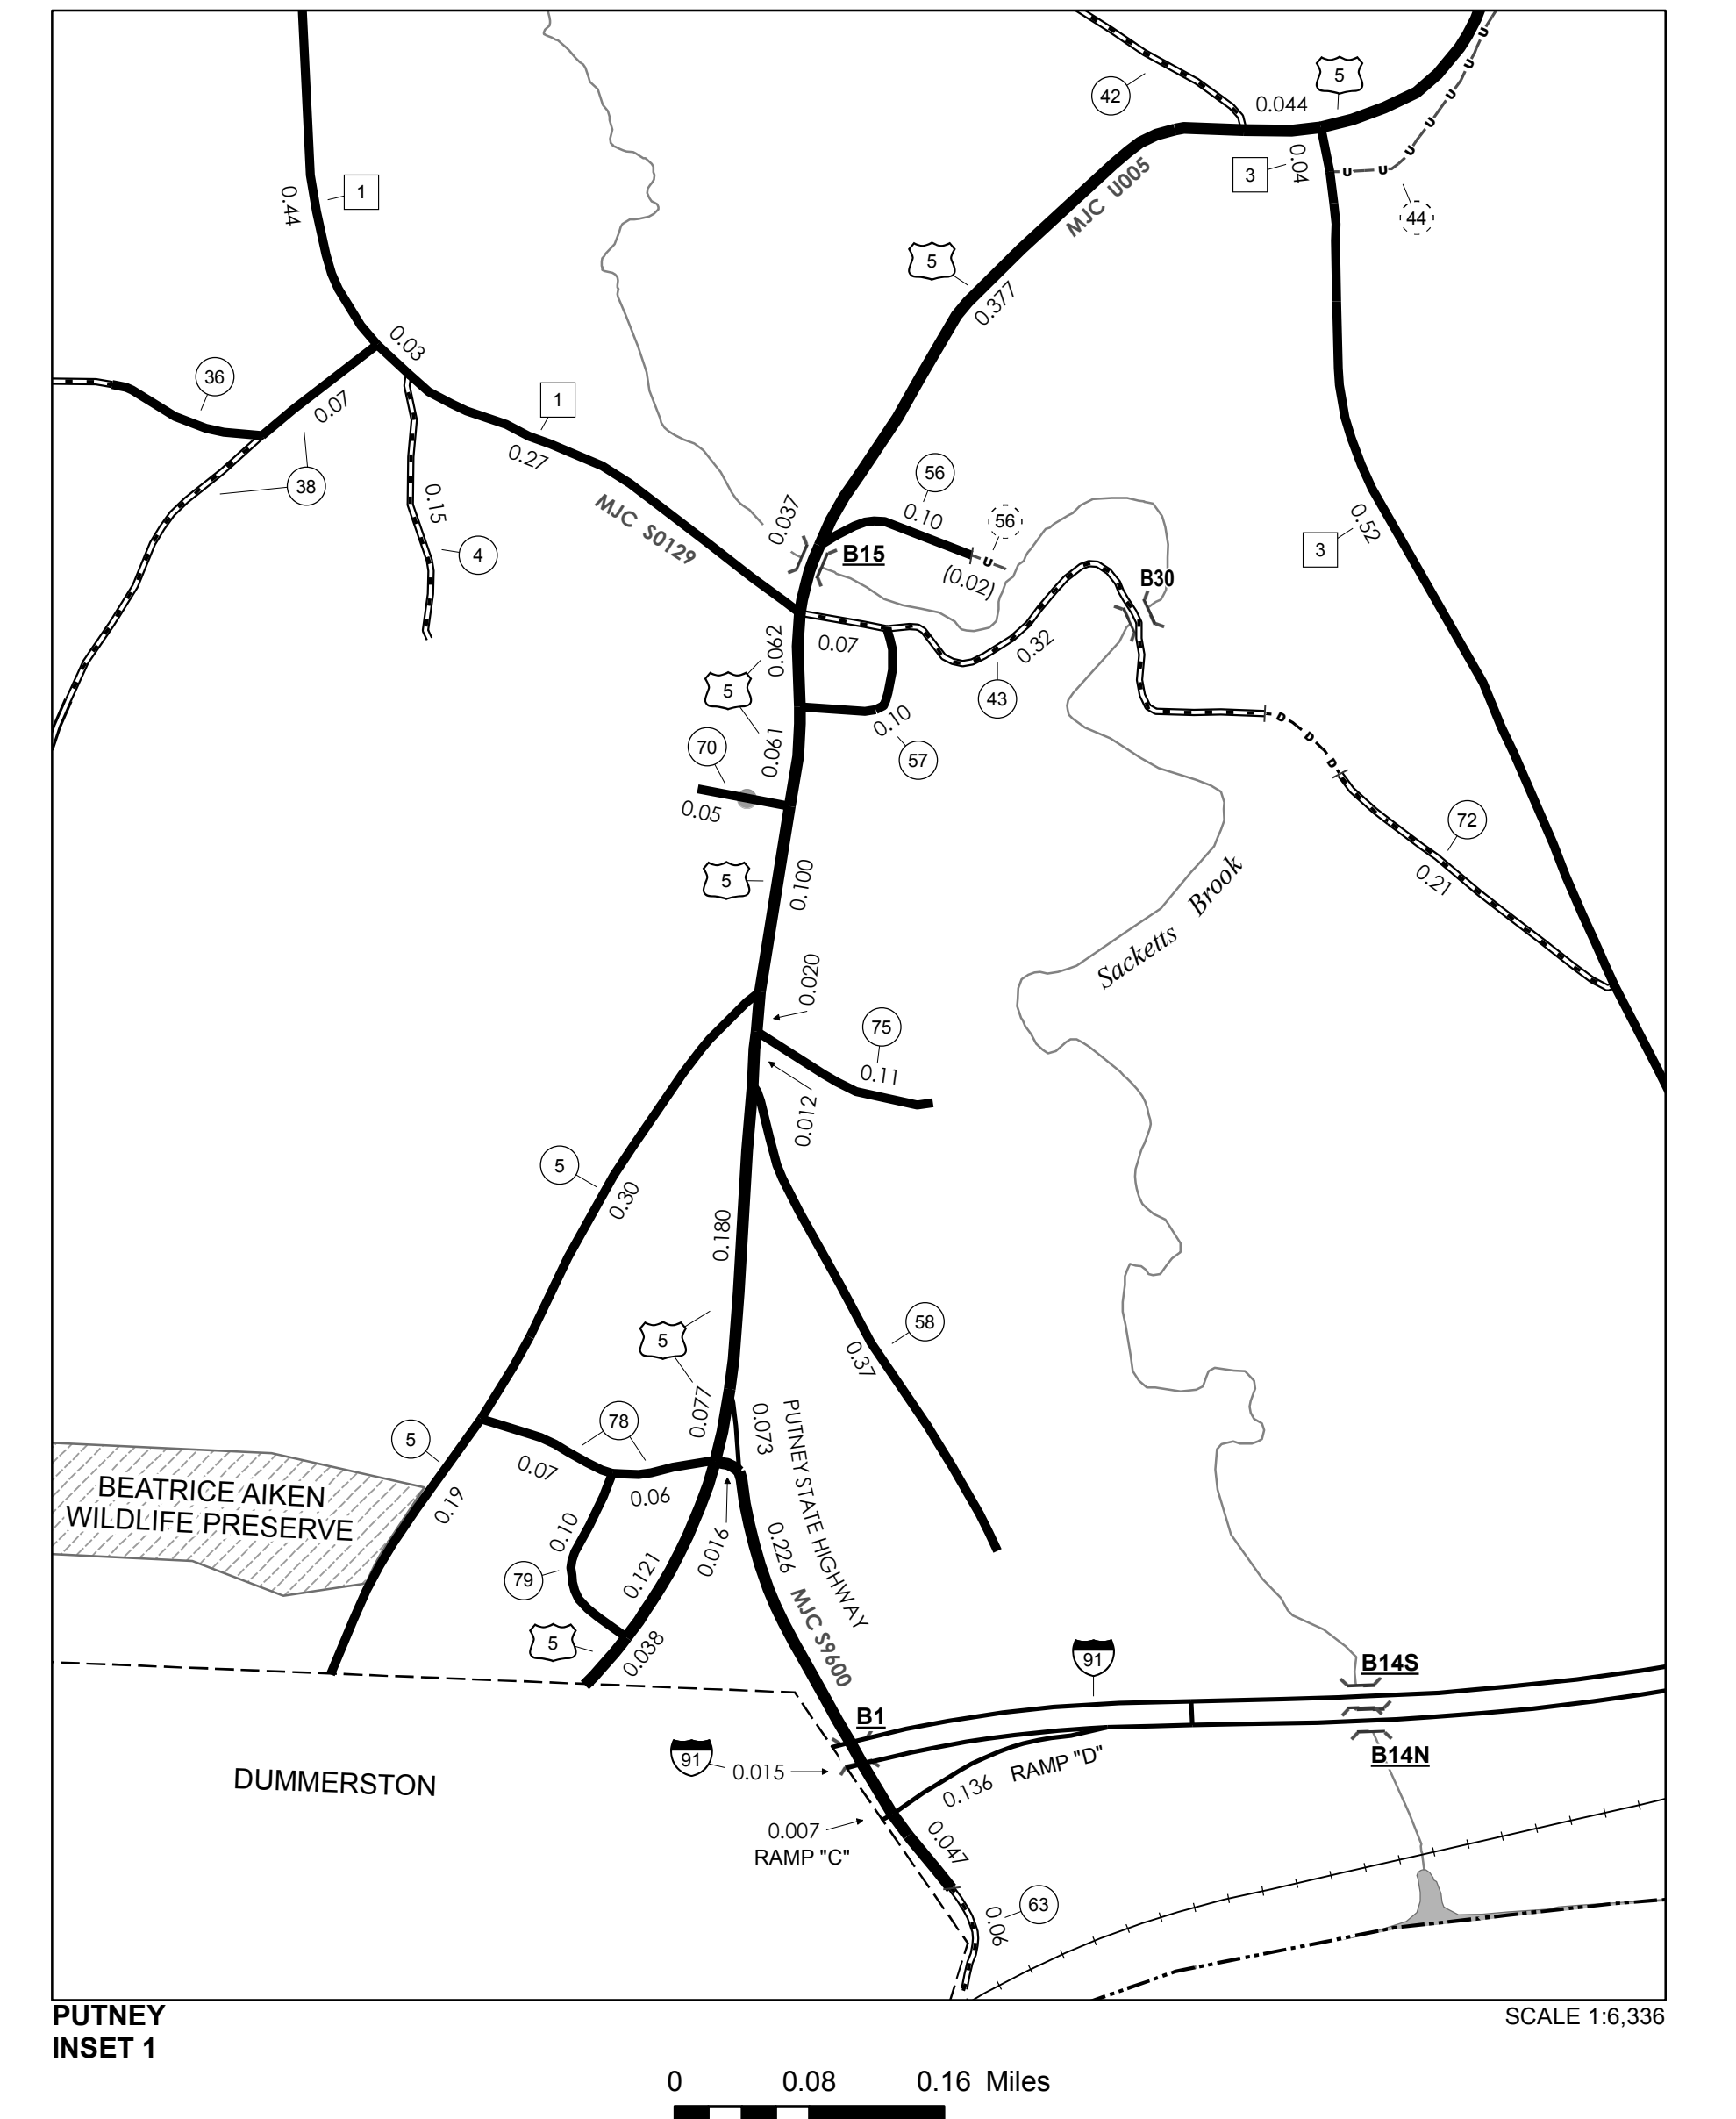 42
0.044
5
U
U
U
U
U
U
U
3
0.04
44
1
0.44
MJC U005
5
0.377
0.03
36
0.07
1
0.27
38
0.15
4
MJC S0129
0.037
56
0.10
56
U
(0.02)
B15
B30
0.52
3
0.062
0.07
0.32
43
5
0.10
57
0.061
70
0.05
D
D
D
72
0.21
5
0.100
Sacketts Brook
0.020
75
0.11
0.012
5
0.30
0.180
58
0.37
5
0.077
0.073
PUTNEY STATE HIGHWAY
78
5
0.07
0.06
0.19
BEATRICE AIKEN
WILDLIFE PRESERVE
0.10
79
0.121
0.016
0.226
MJC S9600
5
0.038
91
B14S
B1
91
0.015
B14N
DUMMERSTON
0.136
RAMP "D"
0.007
RAMP "C"
0.047
63
0.06
PUTNEY
INSET 1
SCALE 1:6,336
0 0.08 0.16 Miles